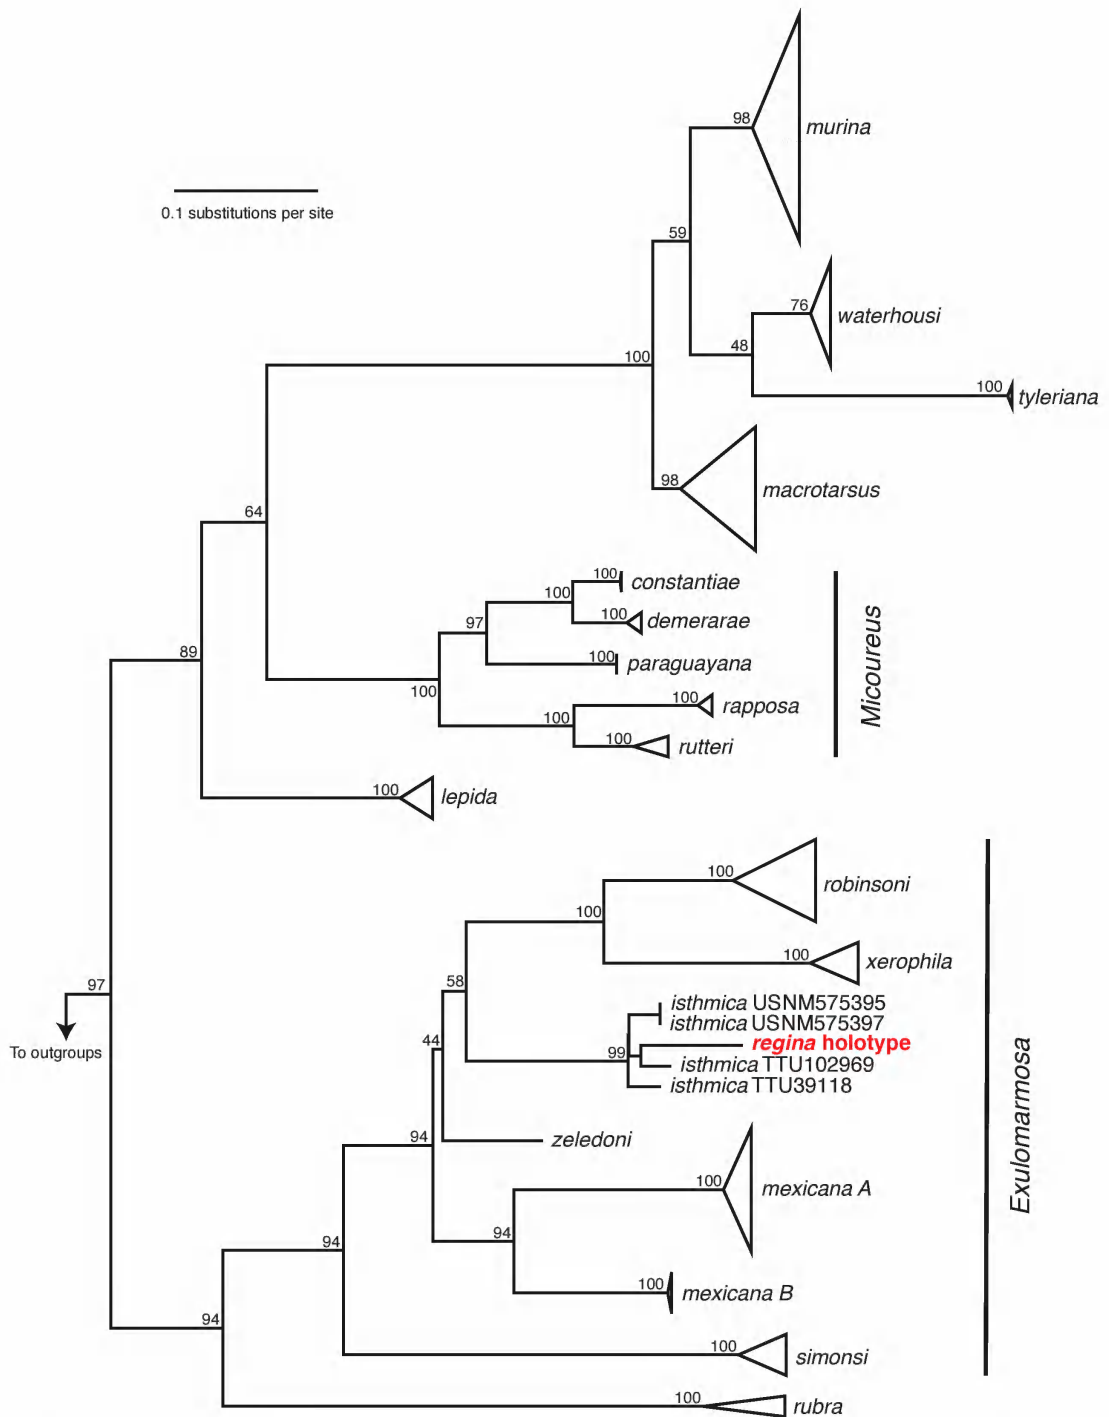 98
murina
0.1 substitutions per site
59
76
waterhousi
48
100
100
tyleriana
98
macrotarsus
64
100
constantiae
100
100
demerarae
97
100
paraguayana
89
100
100
rapposa
100
100
rutteri
Micoureus
100
lepida
100
robinsoni
100
100
xerophila
97
58
isthmica USNM575395
isthmica USNM575397
regina holotype
To outgroups
44
99
isthmica TTU102969
isthmica TTU39118
Exulomarmosa
94
zeledoni
100
mexicana A
94
94
100
mexicana B
94
100
simonsi
100
rubra